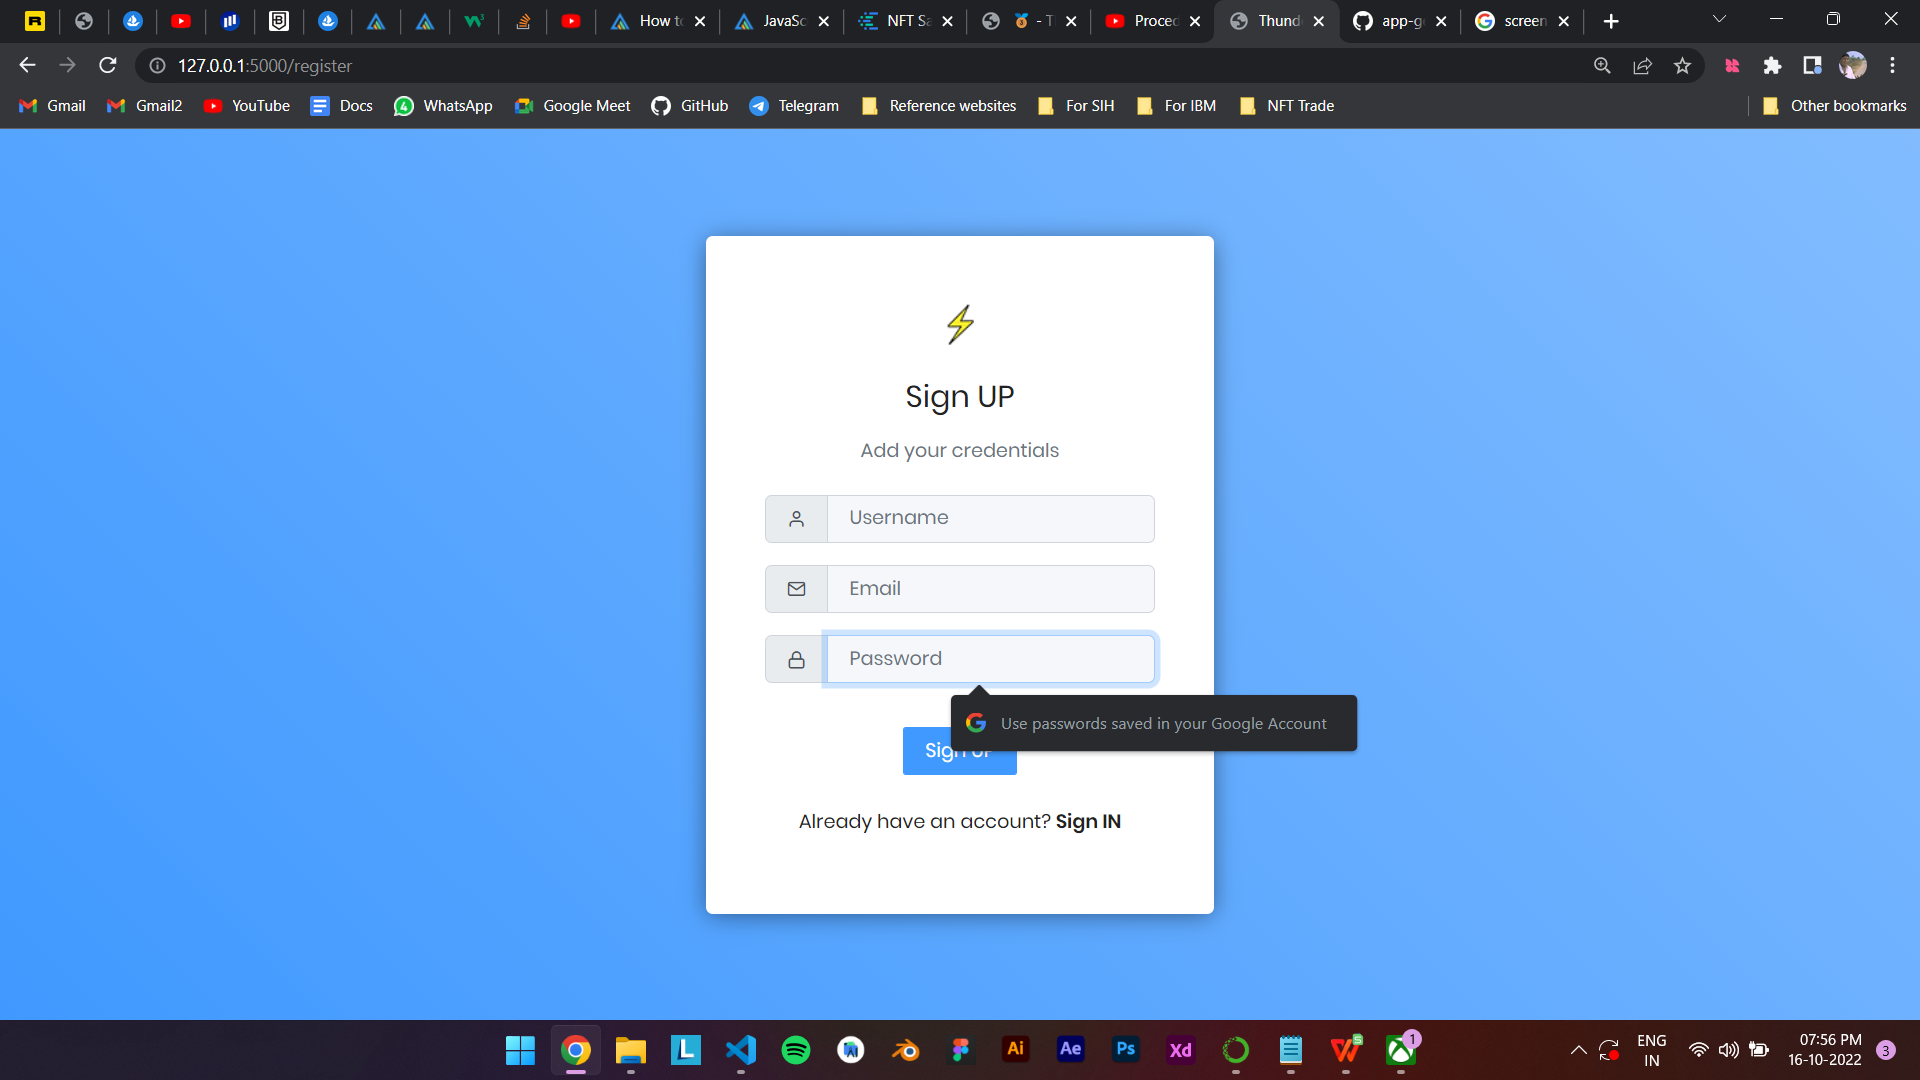 How to
JavaSc
NFT Sa
- T
Proced
Thund
app-g
screen
127.0.0.1:5000/register
Gmail
Gmail2
YouTube
Docs
WhatsApp
Google Meet
GitHub
Telegram
Reference websites
For SIH
For IBM
NFT Trade
Other bookmarks
Sign UP
Add your credentials
Username
Email
Password
Use passwords saved in your Google Account
Sign UP
Already have an account? Sign IN
ENG
IN
07:56 PM
16-10-2022
3
1